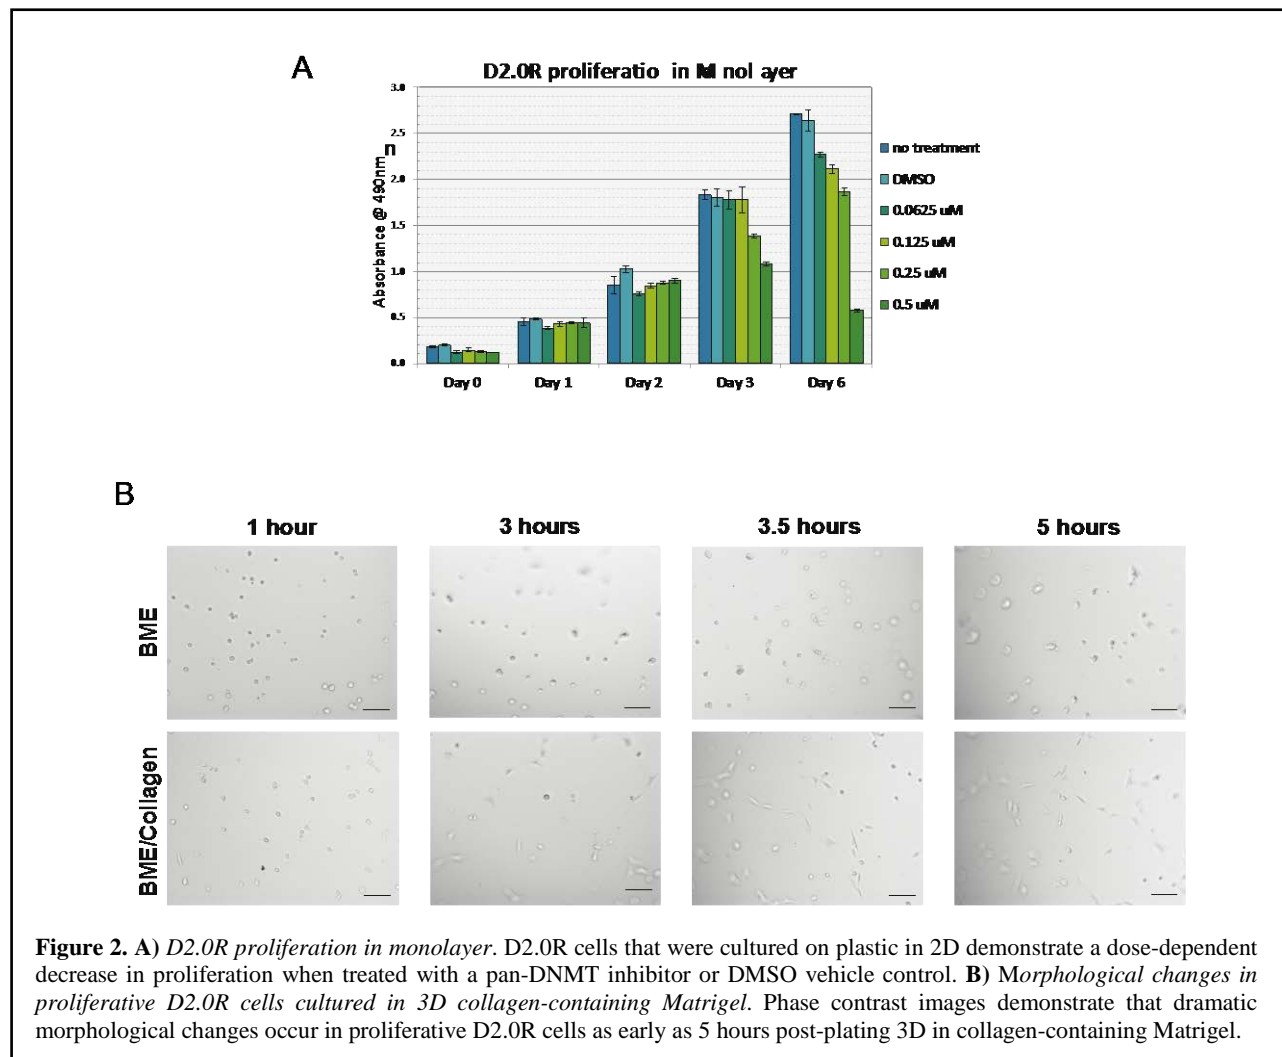 A
D2.0R proliferatio in M nol ayer
3.0
2.5
2.0
1.5
1.0
0.5
0.0
Absorbance @ 490nm
n
Day 0 Day 1 Day 2 Day 3 Day 6
no treatment
DMSO
0.0625 uM
0.125 uM
0.25 uM
0.5 uM
B
1 hour 3 hours 3.5 hours 5 hours
BME
BME/Collagen
Figure 2. A) D2.0R proliferation in monolayer. D2.0R cells that were cultured on plastic in 2D demonstrate a dose-dependent
decrease in proliferation when treated with a pan-DNMT inhibitor or DMSO vehicle control. B) Morphological changes in
proliferative D2.0R cells cultured in 3D collagen-containing Matrigel. Phase contrast images demonstrate that dramatic
morphological changes occur in proliferative D2.0R cells as early as 5 hours post-plating 3D in collagen-containing Matrigel.